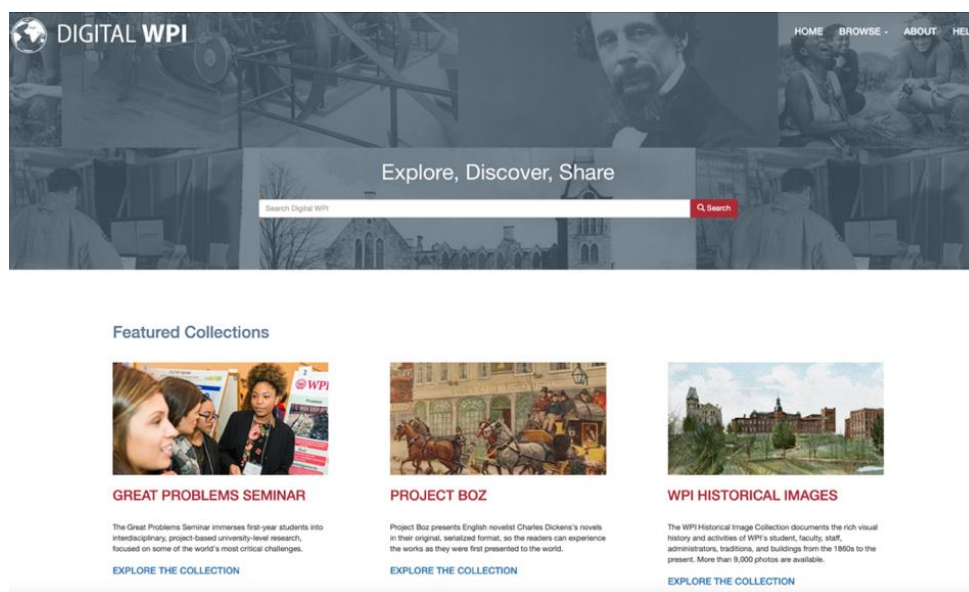 DIGITAL WPI
HOME BROWSE ABOUT HEL
Explore, Discover, Share
Search Digital WPI
Search
Featured Collections
2
WPI
GREAT PROBLEMS SEMINAR
The Great Problems Seminar immerses first-year students into
interdisciplinary, project-based university-level research,
focused on some of the world's most critical challenges.
EXPLORE THE COLLECTION
PROJECT BOZ
Project Boz presents English novelist Charles Dickens's novels
in their original, serialized format, so the readers can experience
the works as they were first presented to the world.
EXPLORE THE COLLECTION
WPI HISTORICAL IMAGES
The WPI Historical Image Collection documents the rich visual
history and activities of WPI's student, faculty, staff,
administrators, traditions, and buildings from the 1860s to the
present. More than 9,000 photos are available.
EXPLORE THE COLLECTION